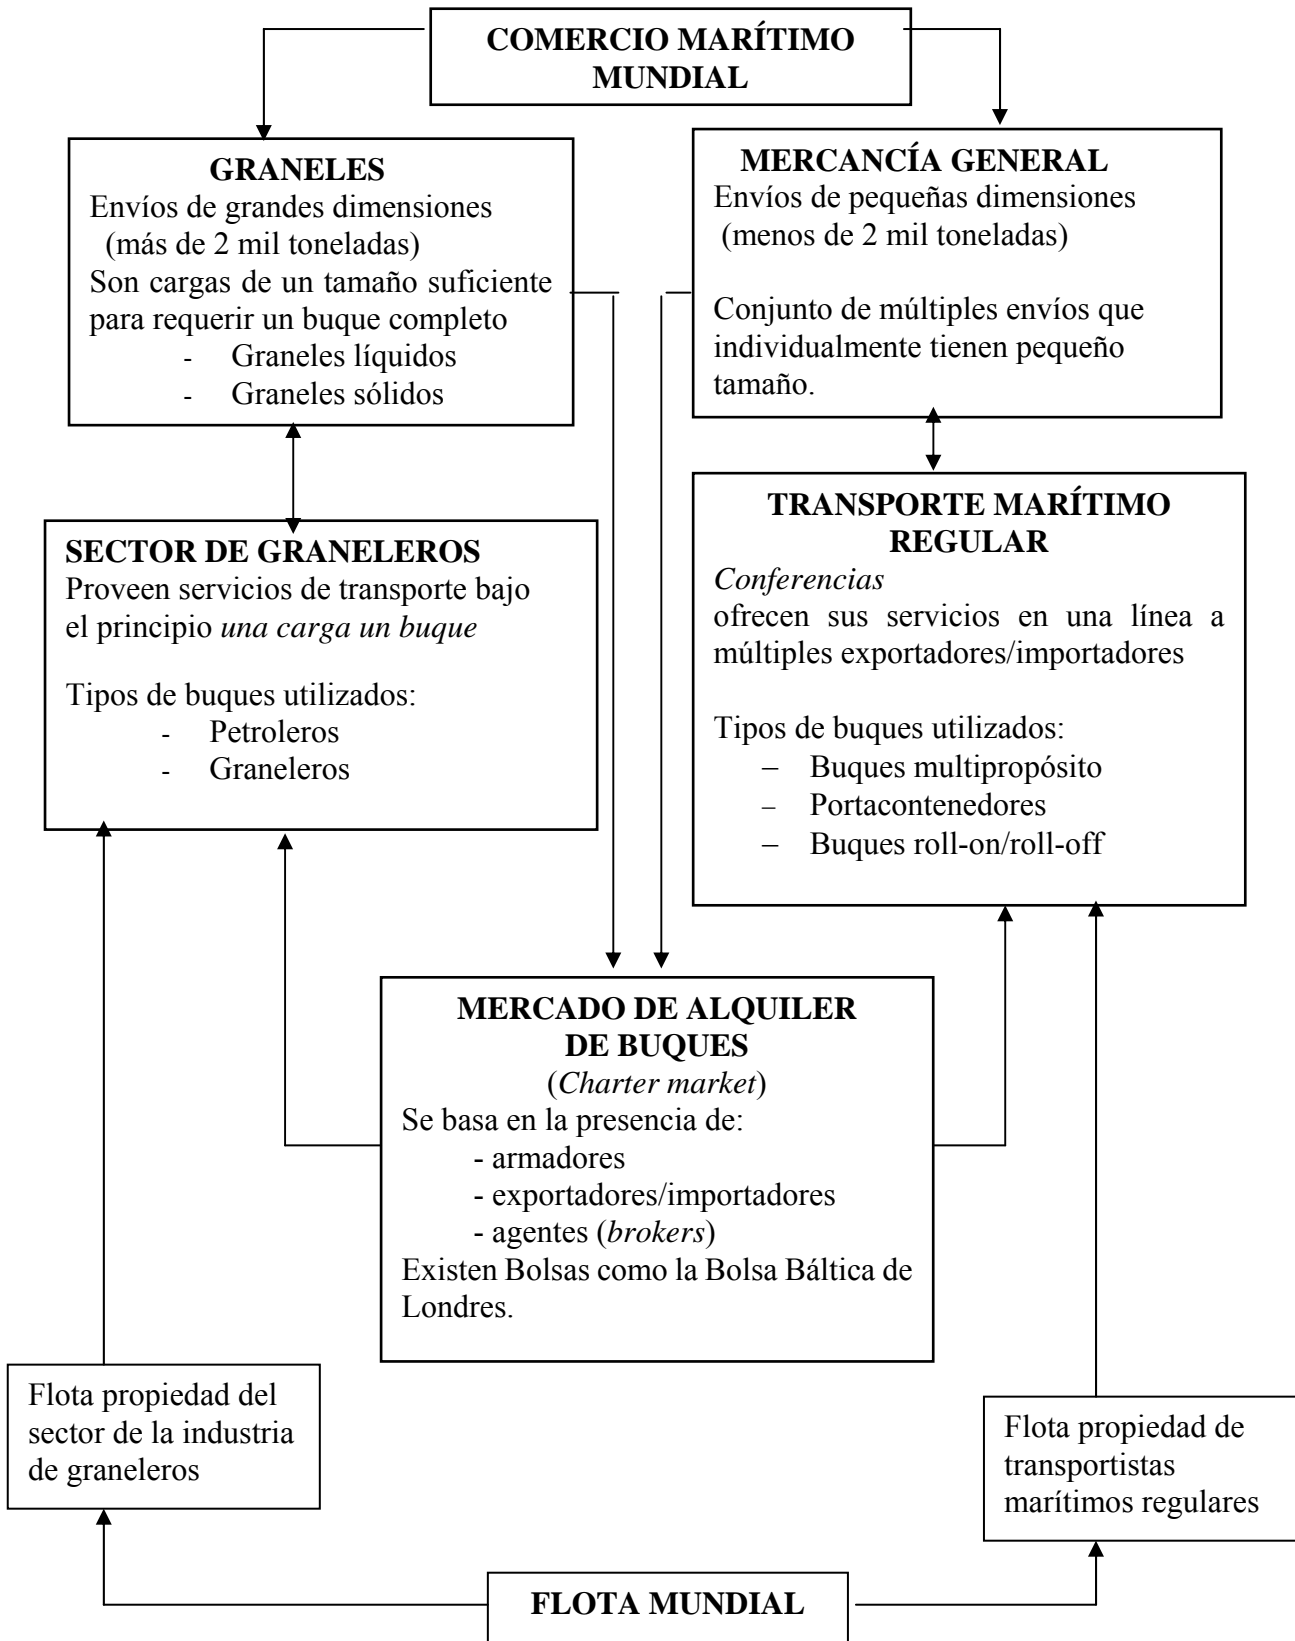 COMERCIO MARÍTIMO
MUNDIAL
GRANELES
Envíos de grandes dimensiones
(más de 2 mil toneladas)
Son cargas de un tamaño suficiente
para requerir un buque completo
- Graneles líquidos
- Graneles sólidos
MERCANCÍA GENERAL
Envíos de pequeñas dimensiones
(menos de 2 mil toneladas)
Conjunto de múltiples envíos que
individualmente tienen pequeño
tamaño.
SECTOR DE GRANELEROS
Proveen servicios de transporte bajo
el principio una carga un buque
Tipos de buques utilizados:
- Petroleros
- Graneleros
TRANSPORTE MARÍTIMO
REGULAR
Conferencias
ofrecen sus servicios en una línea a
múltiples exportadores/importadores
Tipos de buques utilizados:
– Buques multipropósito
– Portacontenedores
– Buques roll-on/roll-off
MERCADO DE ALQUILER
DE BUQUES
(Charter market)
Se basa en la presencia de:
- armadores
- exportadores/importadores
- agentes (brokers)
Existen Bolsas como la Bolsa Báltica de
Londres.
Flota propiedad del
sector de la industria
de graneleros
Flota propiedad de
transportistas
marítimos regulares
FLOTA MUNDIAL